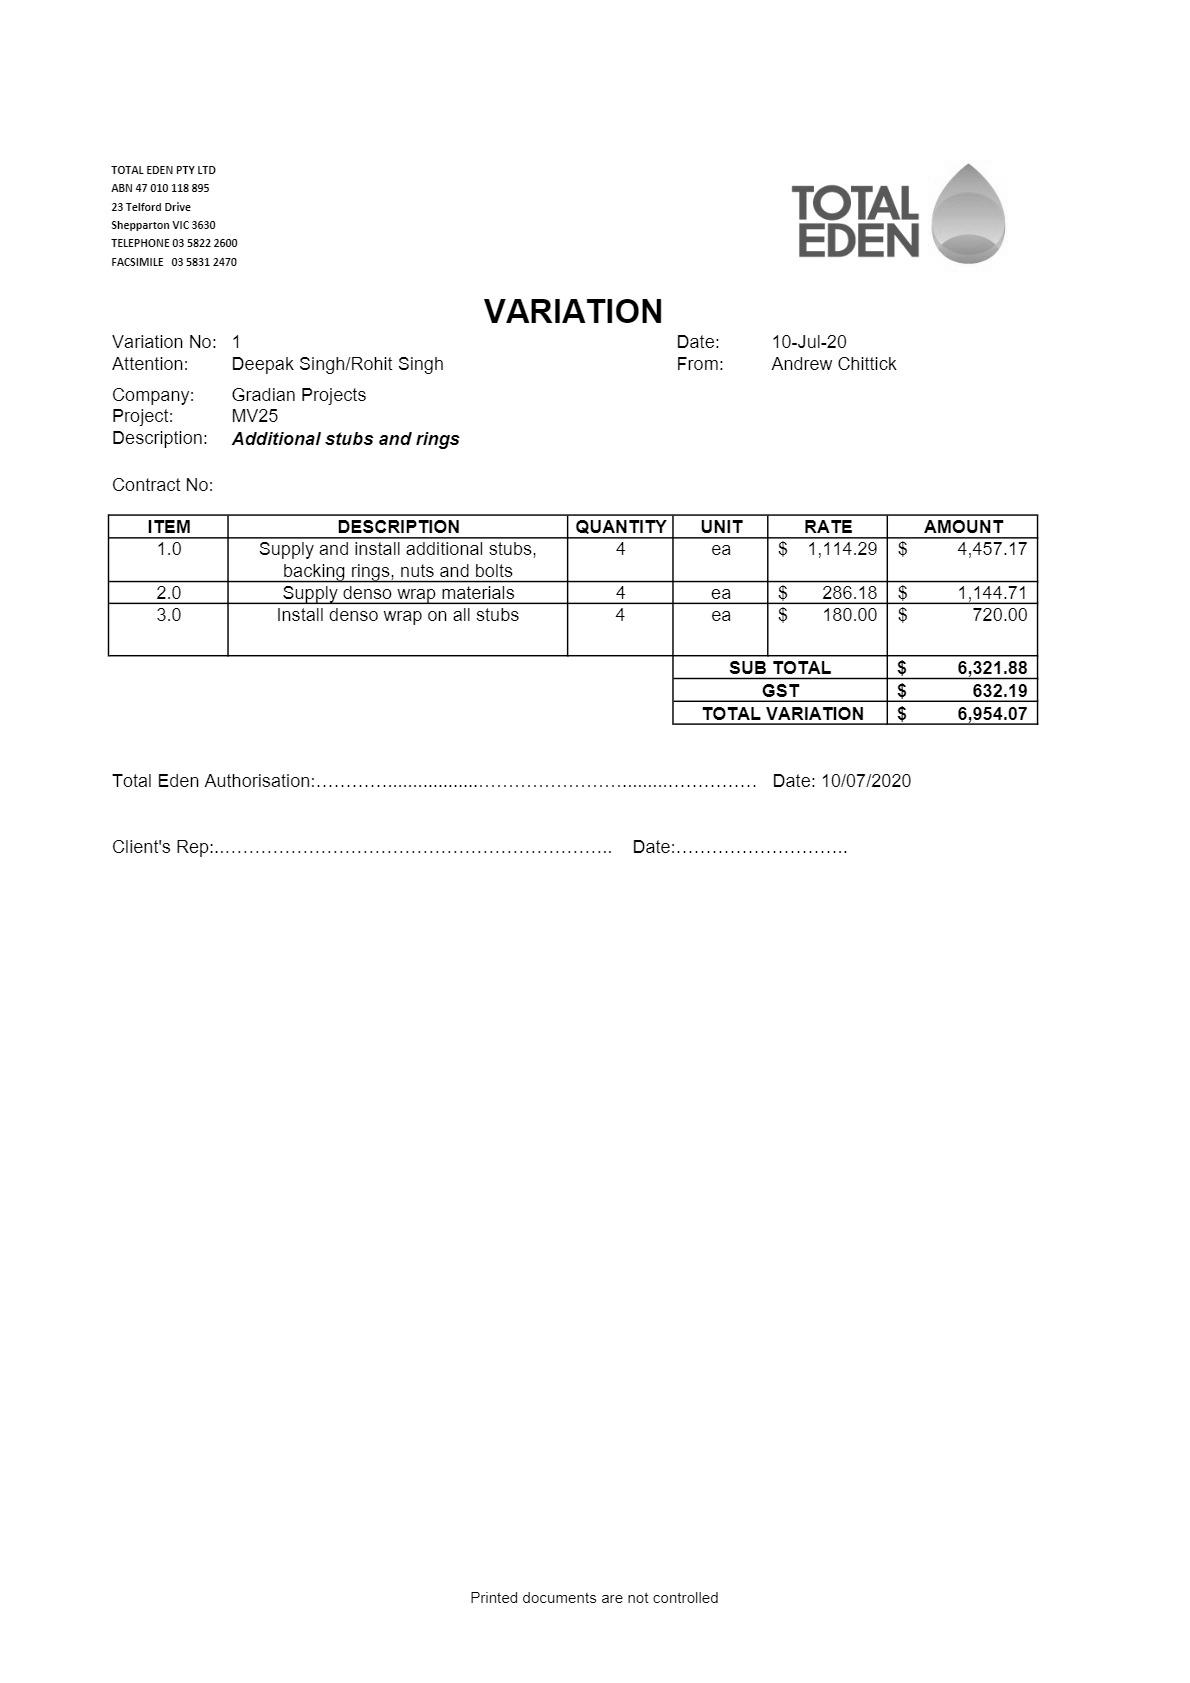 TOTAL EDEN PTY LTD
ABN 47 010 118 895
23 Telford Drive
Shepparton VIC 3630
TELEPHONE 03 5822 2600
FACSIMILE 03 5831 2470
TOTAL
EDEN
VARIATION
Variation No: 1 Date: 10-Jul-20
Attention: Deepak Singh/Rohit Singh From: Andrew Chittick
Company: Gradian Projects
Project: MV25
Description: Additional stubs and rings
Contract No:
ITEM DESCRIPTION QUANTITY UNIT RATE AMOUNT
1.0 Supply and install additional stubs, 4 ea $ 1,114.29 $ 4,457.17
backing rings, nuts and bolts
2.0 Supply denso wrap materials 4 ea $ 286.18 $ 1,144.71
3.0 Install denso wrap on all stubs 4 ea $ 180.00 $ 720.00
SUB TOTAL $ 6,321.88
GST $ 632.19
TOTAL VARIATION $ 6,954.07
Total Eden Authorisation:…………..................……………………..........…………… Date: 10/07/2020
Client's Rep:..……………………………………………………….. Date:……………………….
Printed documents are not controlled